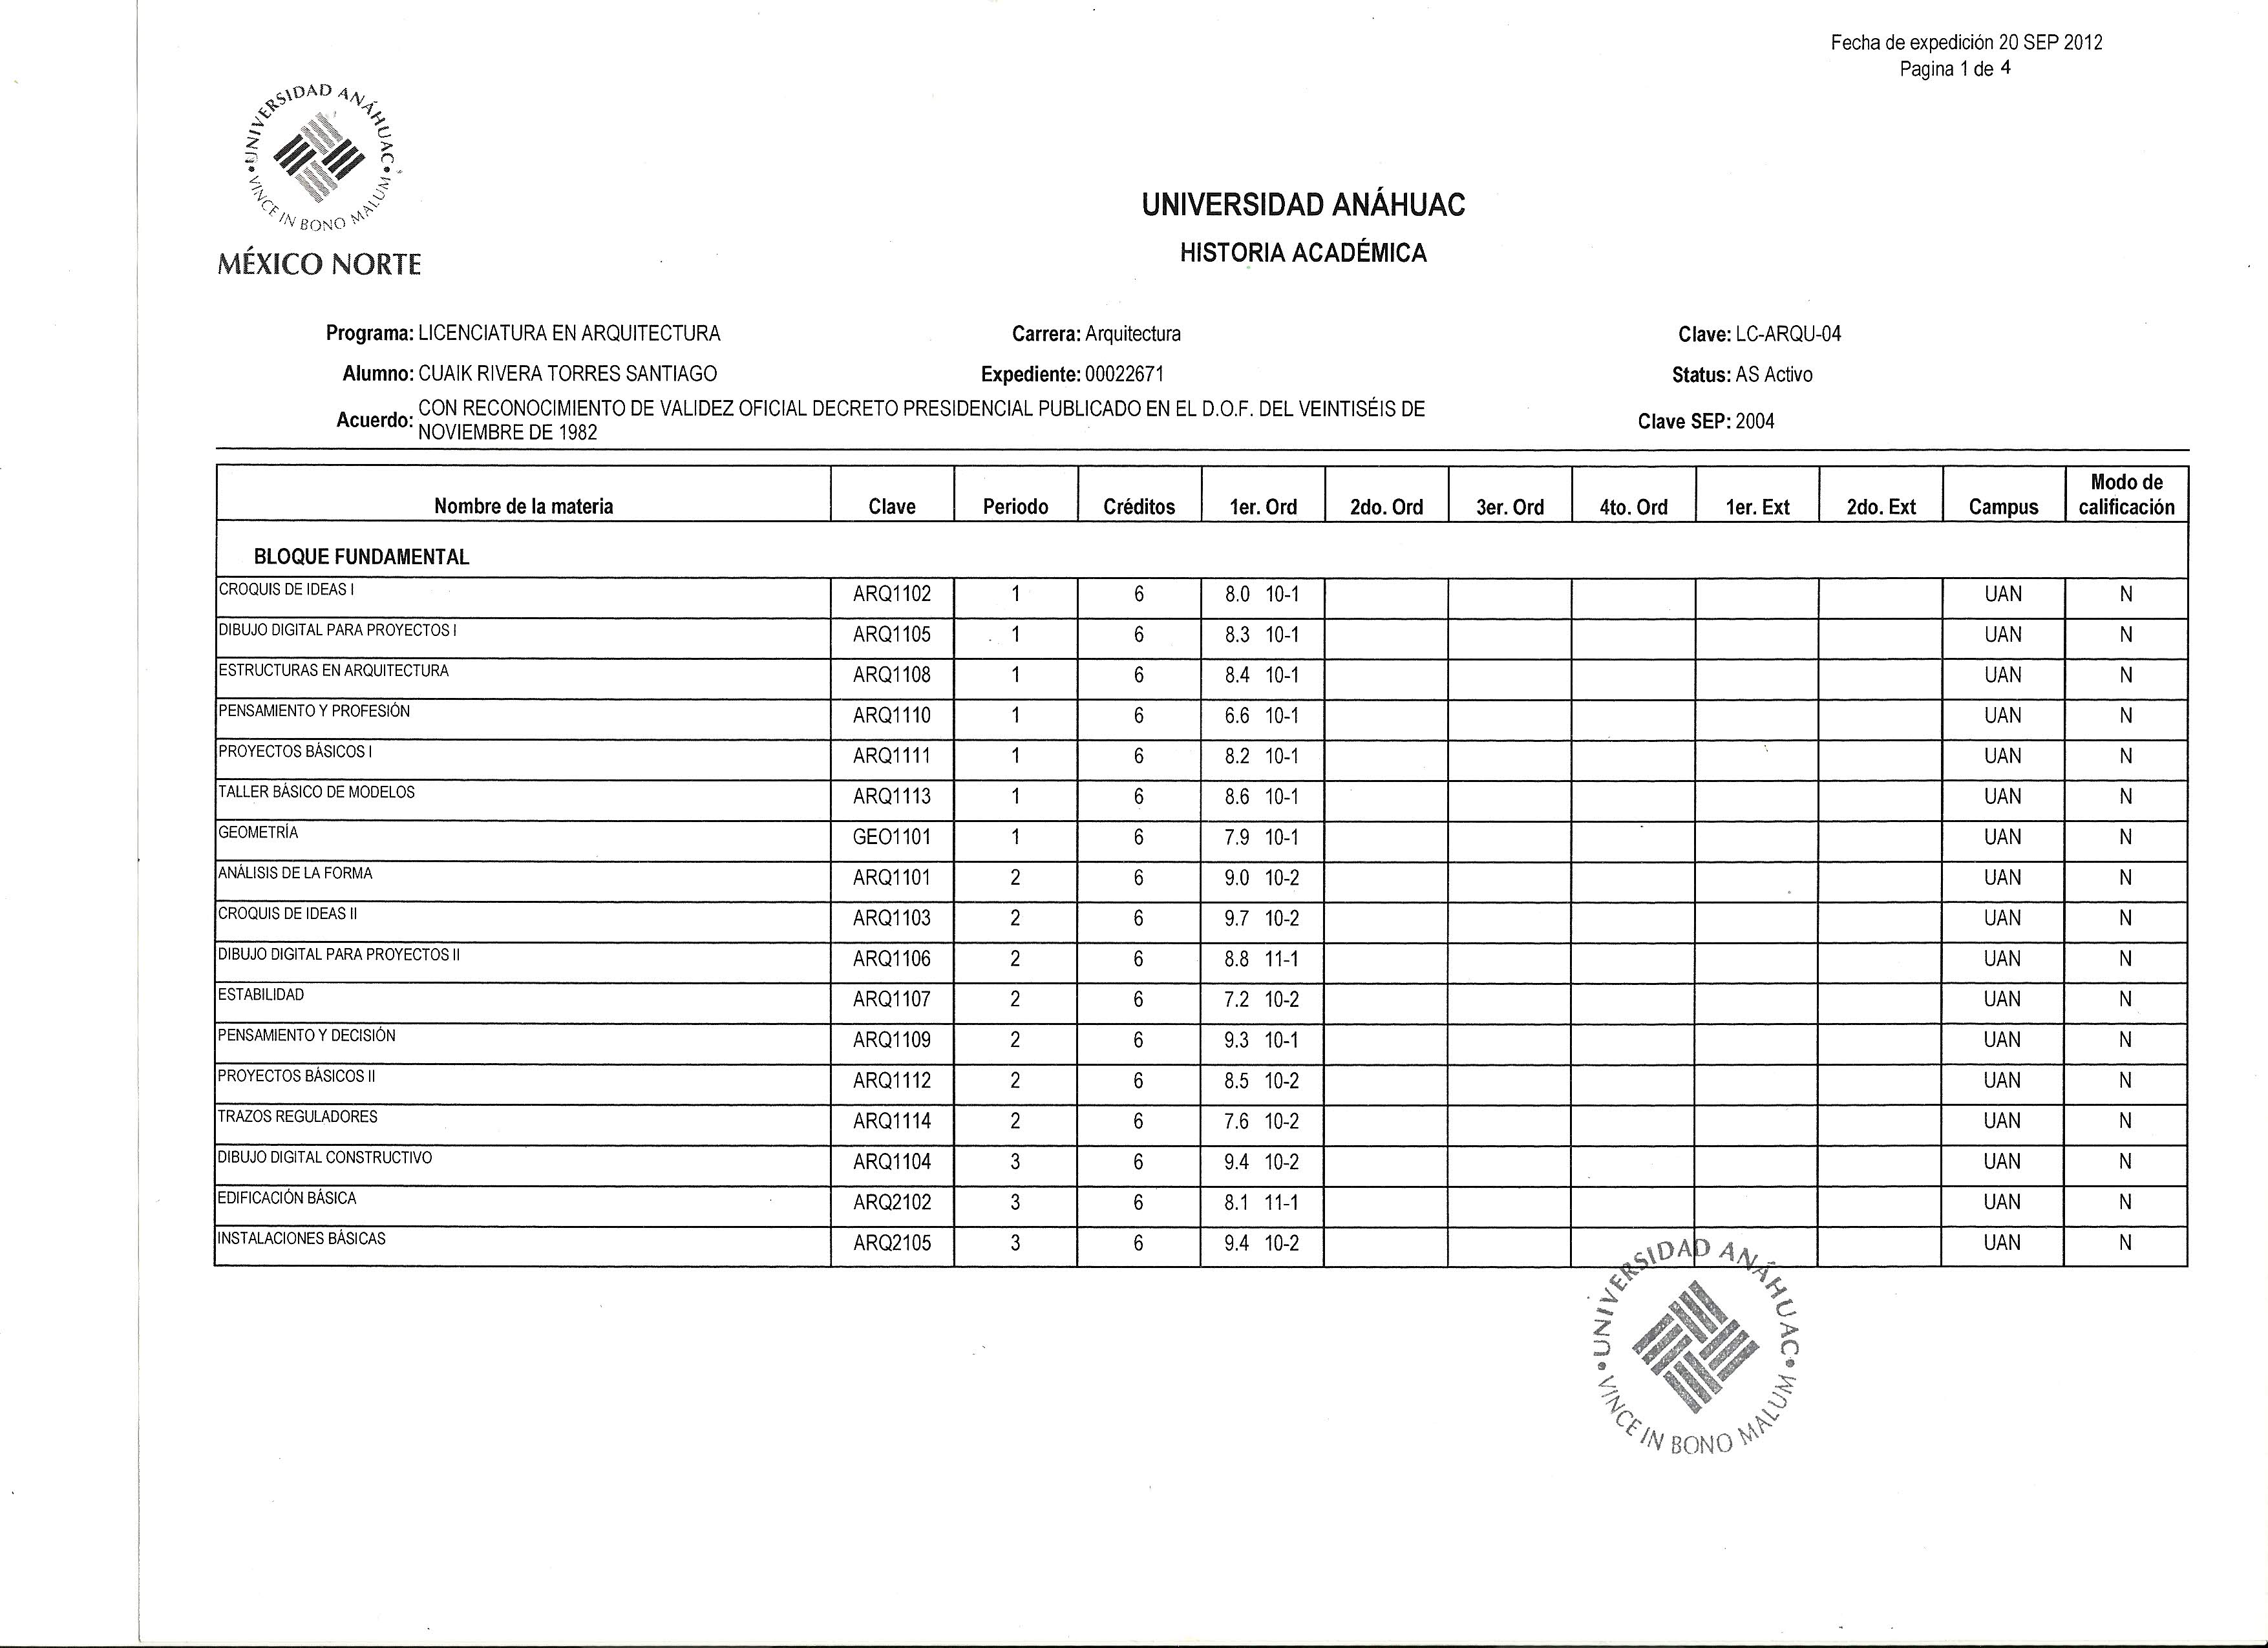 Fecha de expedición 20 SEP 2012
Pagina 1 de 4
UNIVERSIDAD ANÁHUAC
VINCE IN BONO MALUM
MÉXICO NORTE
UNIVERSIDAD ANÁHUAC
HISTORIA ACADÉMICA
Programa: LICENCIATURA EN ARQUITECTURA Carrera: Arquitectura Clave: LC-ARQU-04
Alumno: CUAIK RIVERA TORRES SANTIAGO Expediente: 00022671 Status: AS Activo
Acuerdo: CON RECONOCIMIENTO DE VALIDEZ OFICIAL DECRETO PRESIDENCIAL PUBLICADO EN EL D.O.F. DEL VEINTISÉIS DE
NOVIEMBRE DE 1982 Clave SEP: 2004
Nombre de la materia Clave Periodo Créditos 1er. Ord 2do. Ord 3er. Ord 4to. Ord 1er. Ext 2do. Ext Campus Modo de calificación
BLOQUE FUNDAMENTAL
CROQUIS DE IDEAS I ARQ1102 1 6 8.0 10-1 UAN N
DIBUJO DIGITAL PARA PROYECTOS I ARQ1105 1 6 8.3 10-1 UAN N
ESTRUCTURAS EN ARQUITECTURA ARQ1108 1 6 8.4 10-1 UAN N
PENSAMIENTO Y PROFESIÓN ARQ1110 1 6 6.6 10-1 UAN N
PROYECTOS BÁSICOS I ARQ1111 1 6 8.2 10-1 UAN N
TALLER BÁSICO DE MODELOS ARQ1113 1 6 8.6 10-1 UAN N
GEOMETRÍA GEO1101 1 6 7.9 10-1 UAN N
ANÁLISIS DE LA FORMA ARQ1101 2 6 9.0 10-2 UAN N
CROQUIS DE IDEAS II ARQ1103 2 6 9.7 10-2 UAN N
DIBUJO DIGITAL PARA PROYECTOS II ARQ1106 2 6 8.8 11-1 UAN N
ESTABILIDAD ARQ1107 2 6 7.2 10-2 UAN N
PENSAMIENTO Y DECISIÓN ARQ1109 2 6 9.3 10-1 UAN N
PROYECTOS BÁSICOS II ARQ1112 2 6 8.5 10-2 UAN N
TRAZOS REGULADORES ARQ1114 2 6 7.6 10-2 UAN N
DIBUJO DIGITAL CONSTRUCTIVO ARQ1104 3 6 9.4 10-2 UAN N
EDIFICACIÓN BÁSICA ARQ2102 3 6 8.1 11-1 UAN N
INSTALACIONES BÁSICAS ARQ2105 3 6 9.4 10-2 UAN N
UNIVERSIDAD ANÁHUAC
VINCE IN BONO MALUM